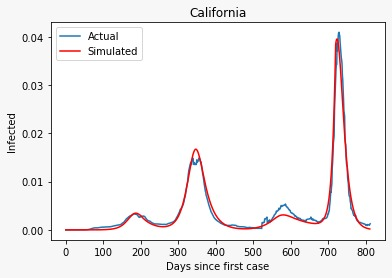 California
Actual
Simulated
0.04
0.03
0.02
0.01
0.00
Infected
0 100 200 300 400 500 600 700 800
Days since first case